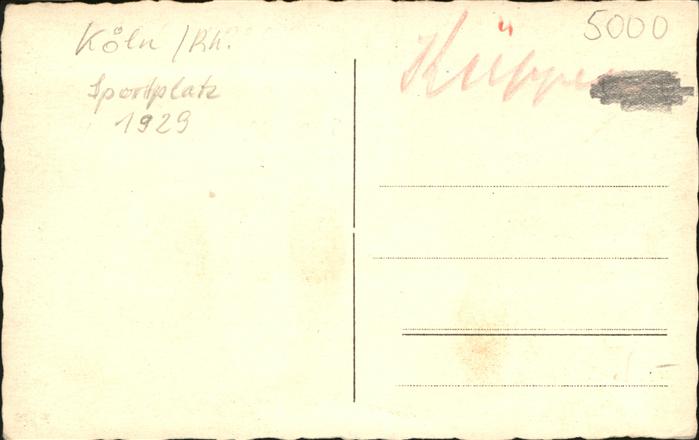 Köln /Rh.
Sportplatz
1929
5000